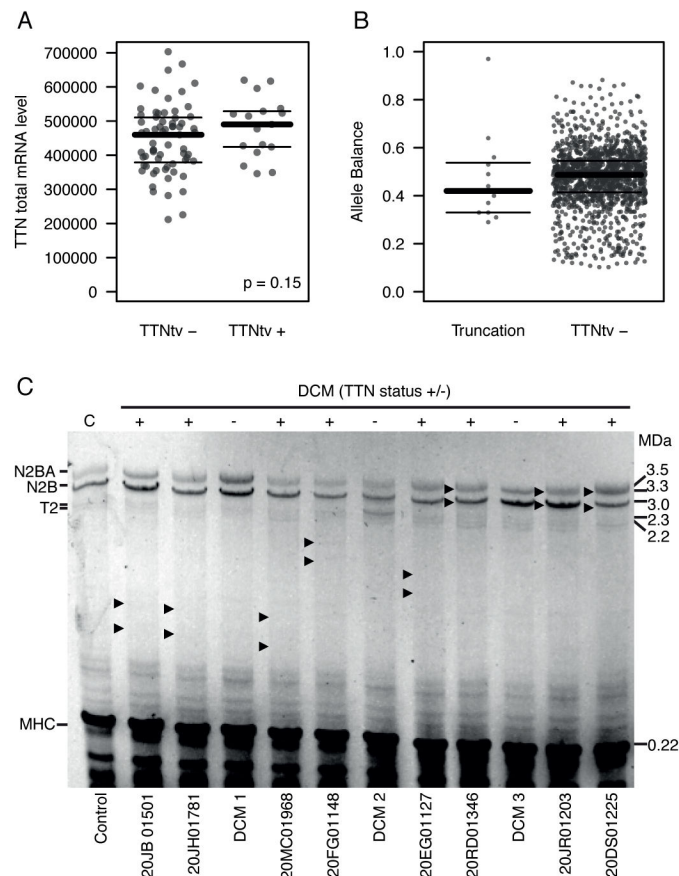 A
TTN total mRNA level
700000
600000
500000
400000
300000
200000
100000
0
p = 0.15
TTNtv –
TTNtv +
B
Allele Balance
1.0
0.8
0.6
0.4
0.2
0.0
Truncation
TTNtv –
C
DCM (TTN status +/-)
C + + - + + - + + - + +
MDa
N2BA
N2B
T2
MHC
3.5
3.3
3.0
2.3
2.2
0.22
Control
20JB 01501
20JH01781
DCM 1
20MC01968
20FG01148
DCM 2
20EG01127
20RD01346
DCM 3
20JR01203
20DS01225